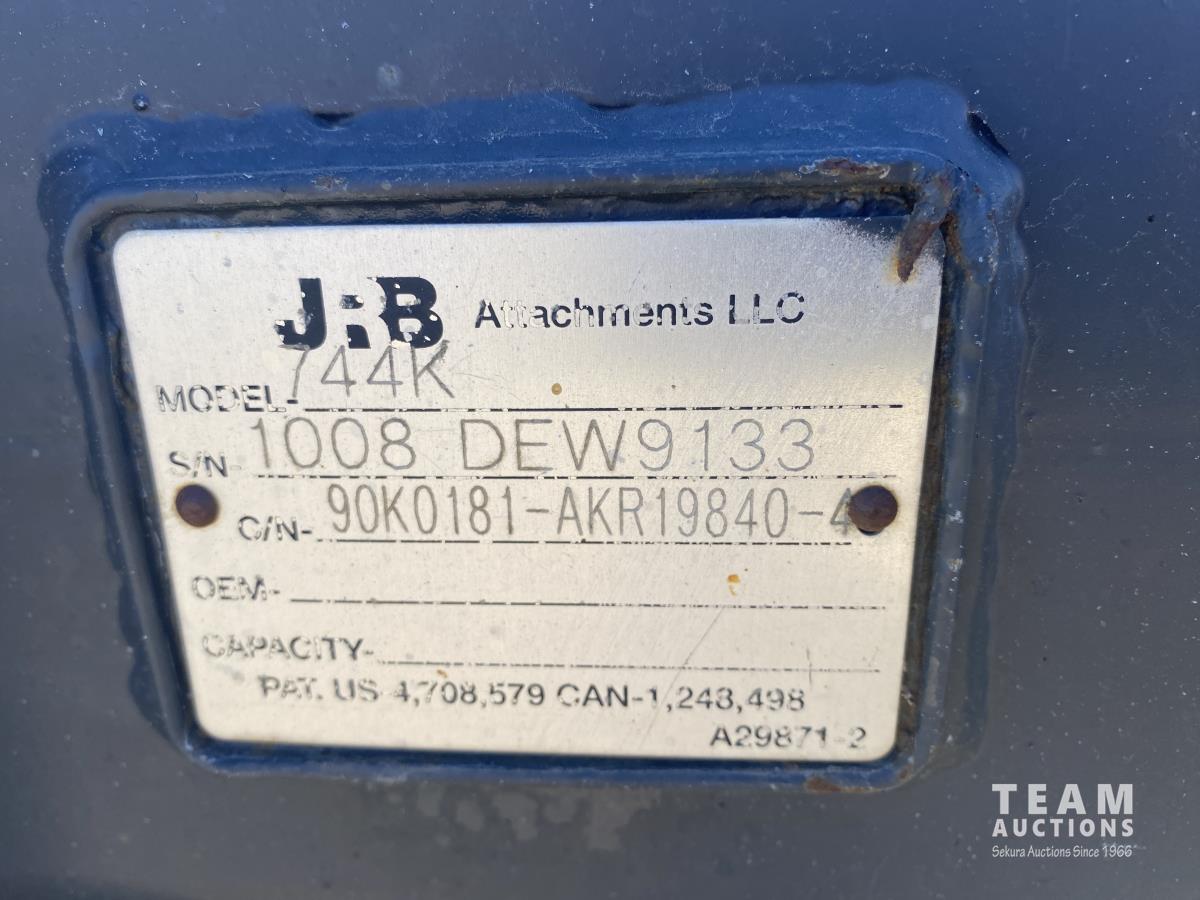 JRB Attachments LLC
MODEL- 744K
S/N- 1008 DEW9133
C/N- 90K0181-AKR19840-4
OEM-
CAPACITY-
PAT. US 4,708,579 CAN-1,243,498
A29871-2
TEAM
AUCTIONS
Sekura Auctions Since 1966